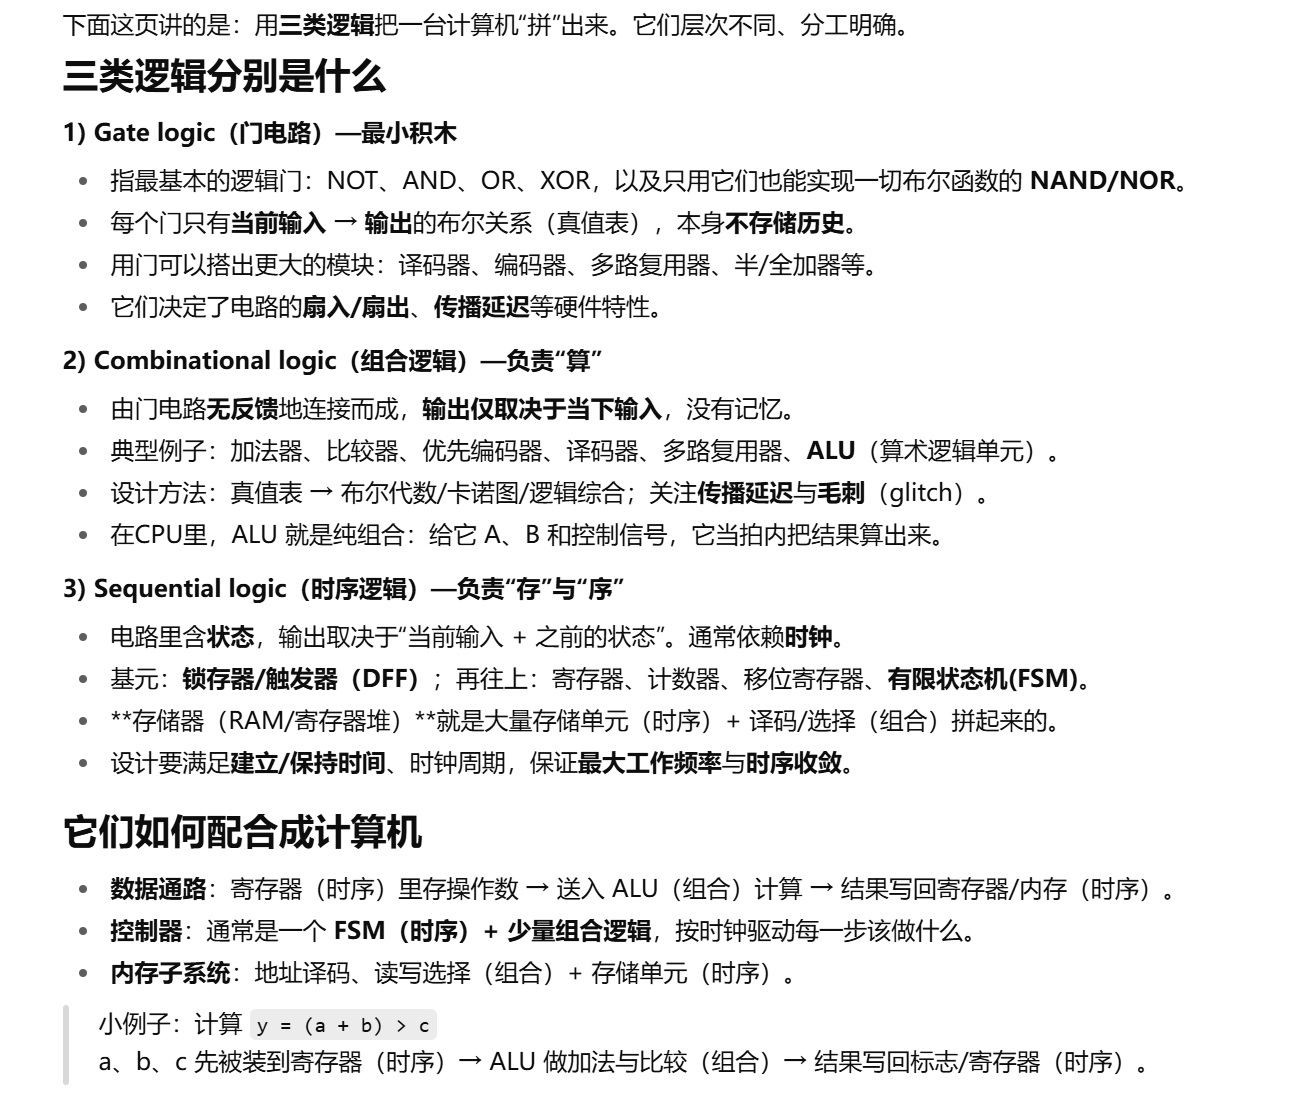 下面这页讲的是：用三类逻辑把一台计算机“拼”出来。它们层次不同、分工明确。
三类逻辑分别是什么
1) Gate logic（门电路）—最小积木
• 指最基本的逻辑门：NOT、AND、OR、XOR，以及只用它们也能实现一切布尔函数的 NAND/NOR。
• 每个门只有当前输入 → 输出的布尔关系（真值表），本身不存储历史。
• 用门可以搭出更大的模块：译码器、编码器、多路复用器、半/全加器等。
• 它们决定了电路的扇入/扇出、传播延迟等硬件特性。
2) Combinational logic（组合逻辑）—负责“算”
• 由门电路无反馈地连接而成，输出仅取决于当下输入，没有记忆。
• 典型例子：加法器、比较器、优先编码器、译码器、多路复用器、ALU（算术逻辑单元）。
• 设计方法：真值表 → 布尔代数/卡诺图/逻辑综合；关注传播延迟与毛刺（glitch）。
• 在CPU里，ALU 就是纯组合：给它 A、B 和控制信号，它当拍内把结果算出来。
3) Sequential logic（时序逻辑）—负责“存”与“序”
• 电路里含状态，输出取决于“当前输入 + 之前的状态”。通常依赖时钟。
• 基元：锁存器/触发器（DFF）；再往上：寄存器、计数器、移位寄存器、有限状态机(FSM)。
• **存储器（RAM/寄存器堆）**就是大量存储单元（时序）+ 译码/选择（组合）拼起来的。
• 设计要满足建立/保持时间、时钟周期，保证最大工作频率与时序收敛。
它们如何配合成计算机
• 数据通路：寄存器（时序）里存操作数 → 送入 ALU（组合）计算 → 结果写回寄存器/内存（时序）。
• 控制器：通常是一个 FSM（时序）+ 少量组合逻辑，按时钟驱动每一步该做什么。
• 内存子系统：地址译码、读写选择（组合）+ 存储单元（时序）。
小例子：计算 y = (a + b) > c
a、b、c 先被装到寄存器（时序）→ ALU 做加法与比较（组合）→ 结果写回标志/寄存器（时序）。